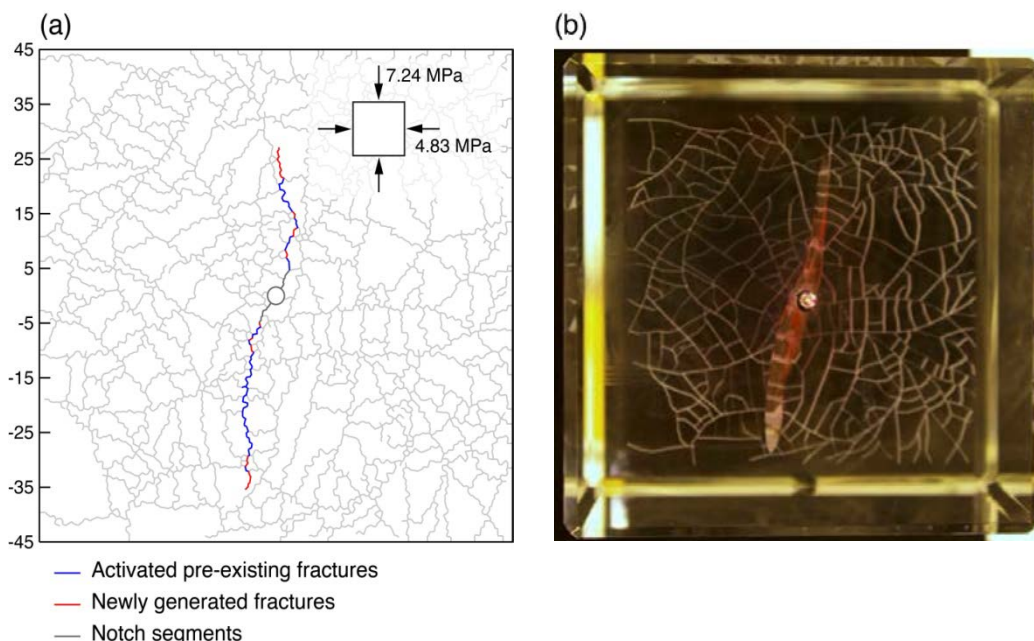 (a)
(b)
45
35
25
15
5
-5
-15
-25
-35
-45
7.24 MPa
4.83 MPa
Activated pre-existing fractures
Newly generated fractures
Notch segments